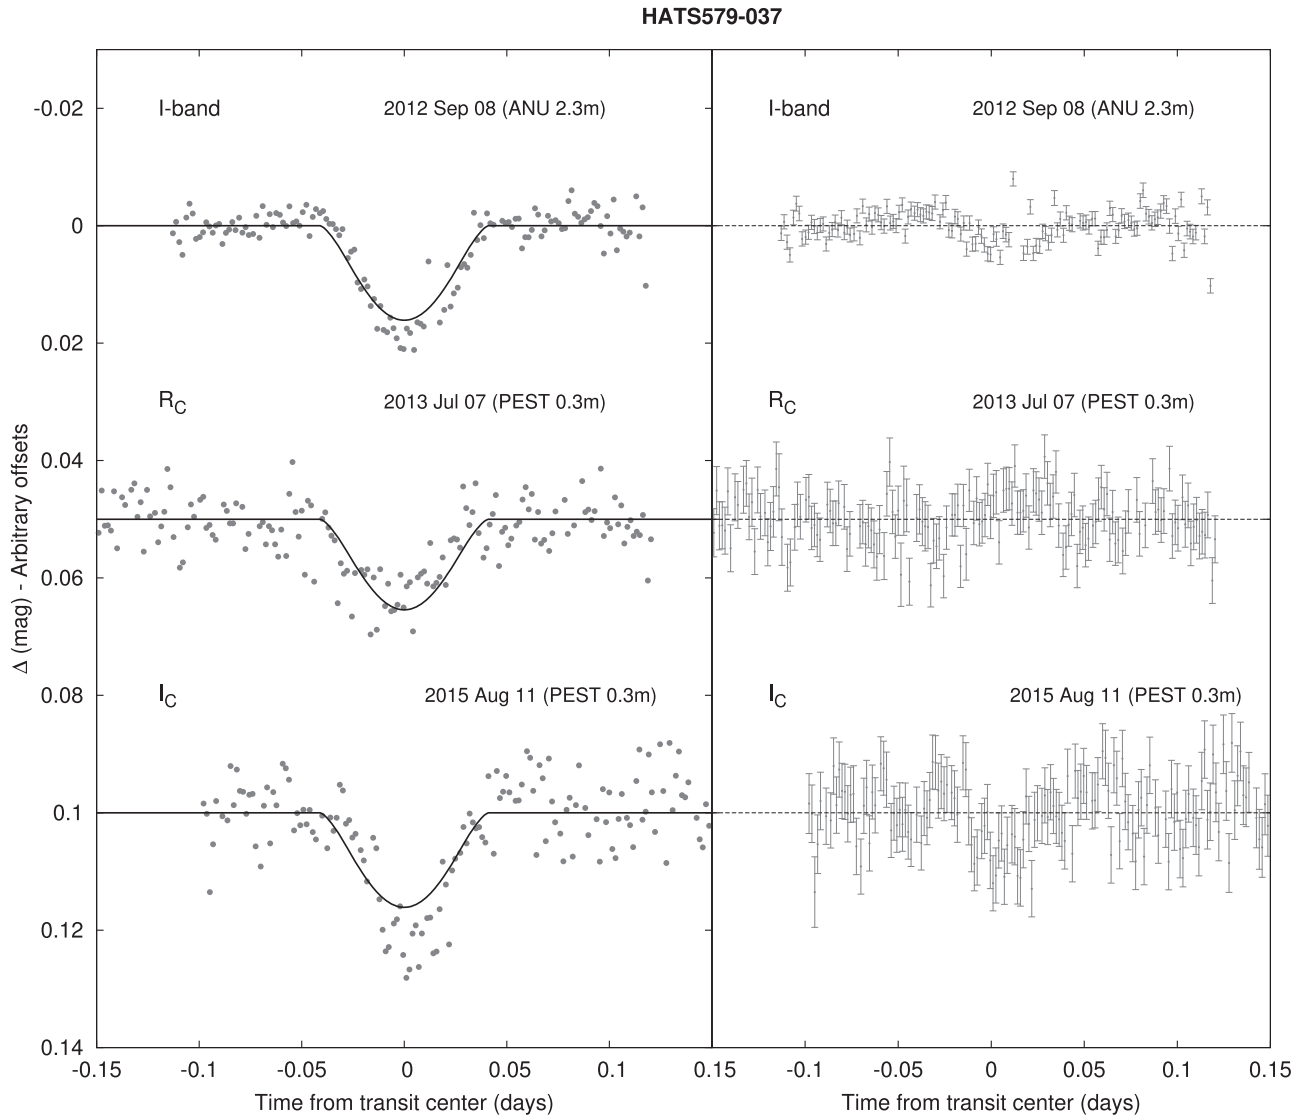 HATS579-037
I-band 2012 Sep 08 (ANU 2.3m)
R_C 2013 Jul 07 (PEST 0.3m)
I_C 2015 Aug 11 (PEST 0.3m)
I-band 2012 Sep 08 (ANU 2.3m)
R_C 2013 Jul 07 (PEST 0.3m)
I_C 2015 Aug 11 (PEST 0.3m)
Δ (mag) - Arbitrary offsets
-0.02
0
0.02
0.04
0.06
0.08
0.1
0.12
0.14
-0.15 -0.1 -0.05 0 0.05 0.1 0.15
-0.1 -0.05 0 0.05 0.1 0.15
Time from transit center (days)
Time from transit center (days)